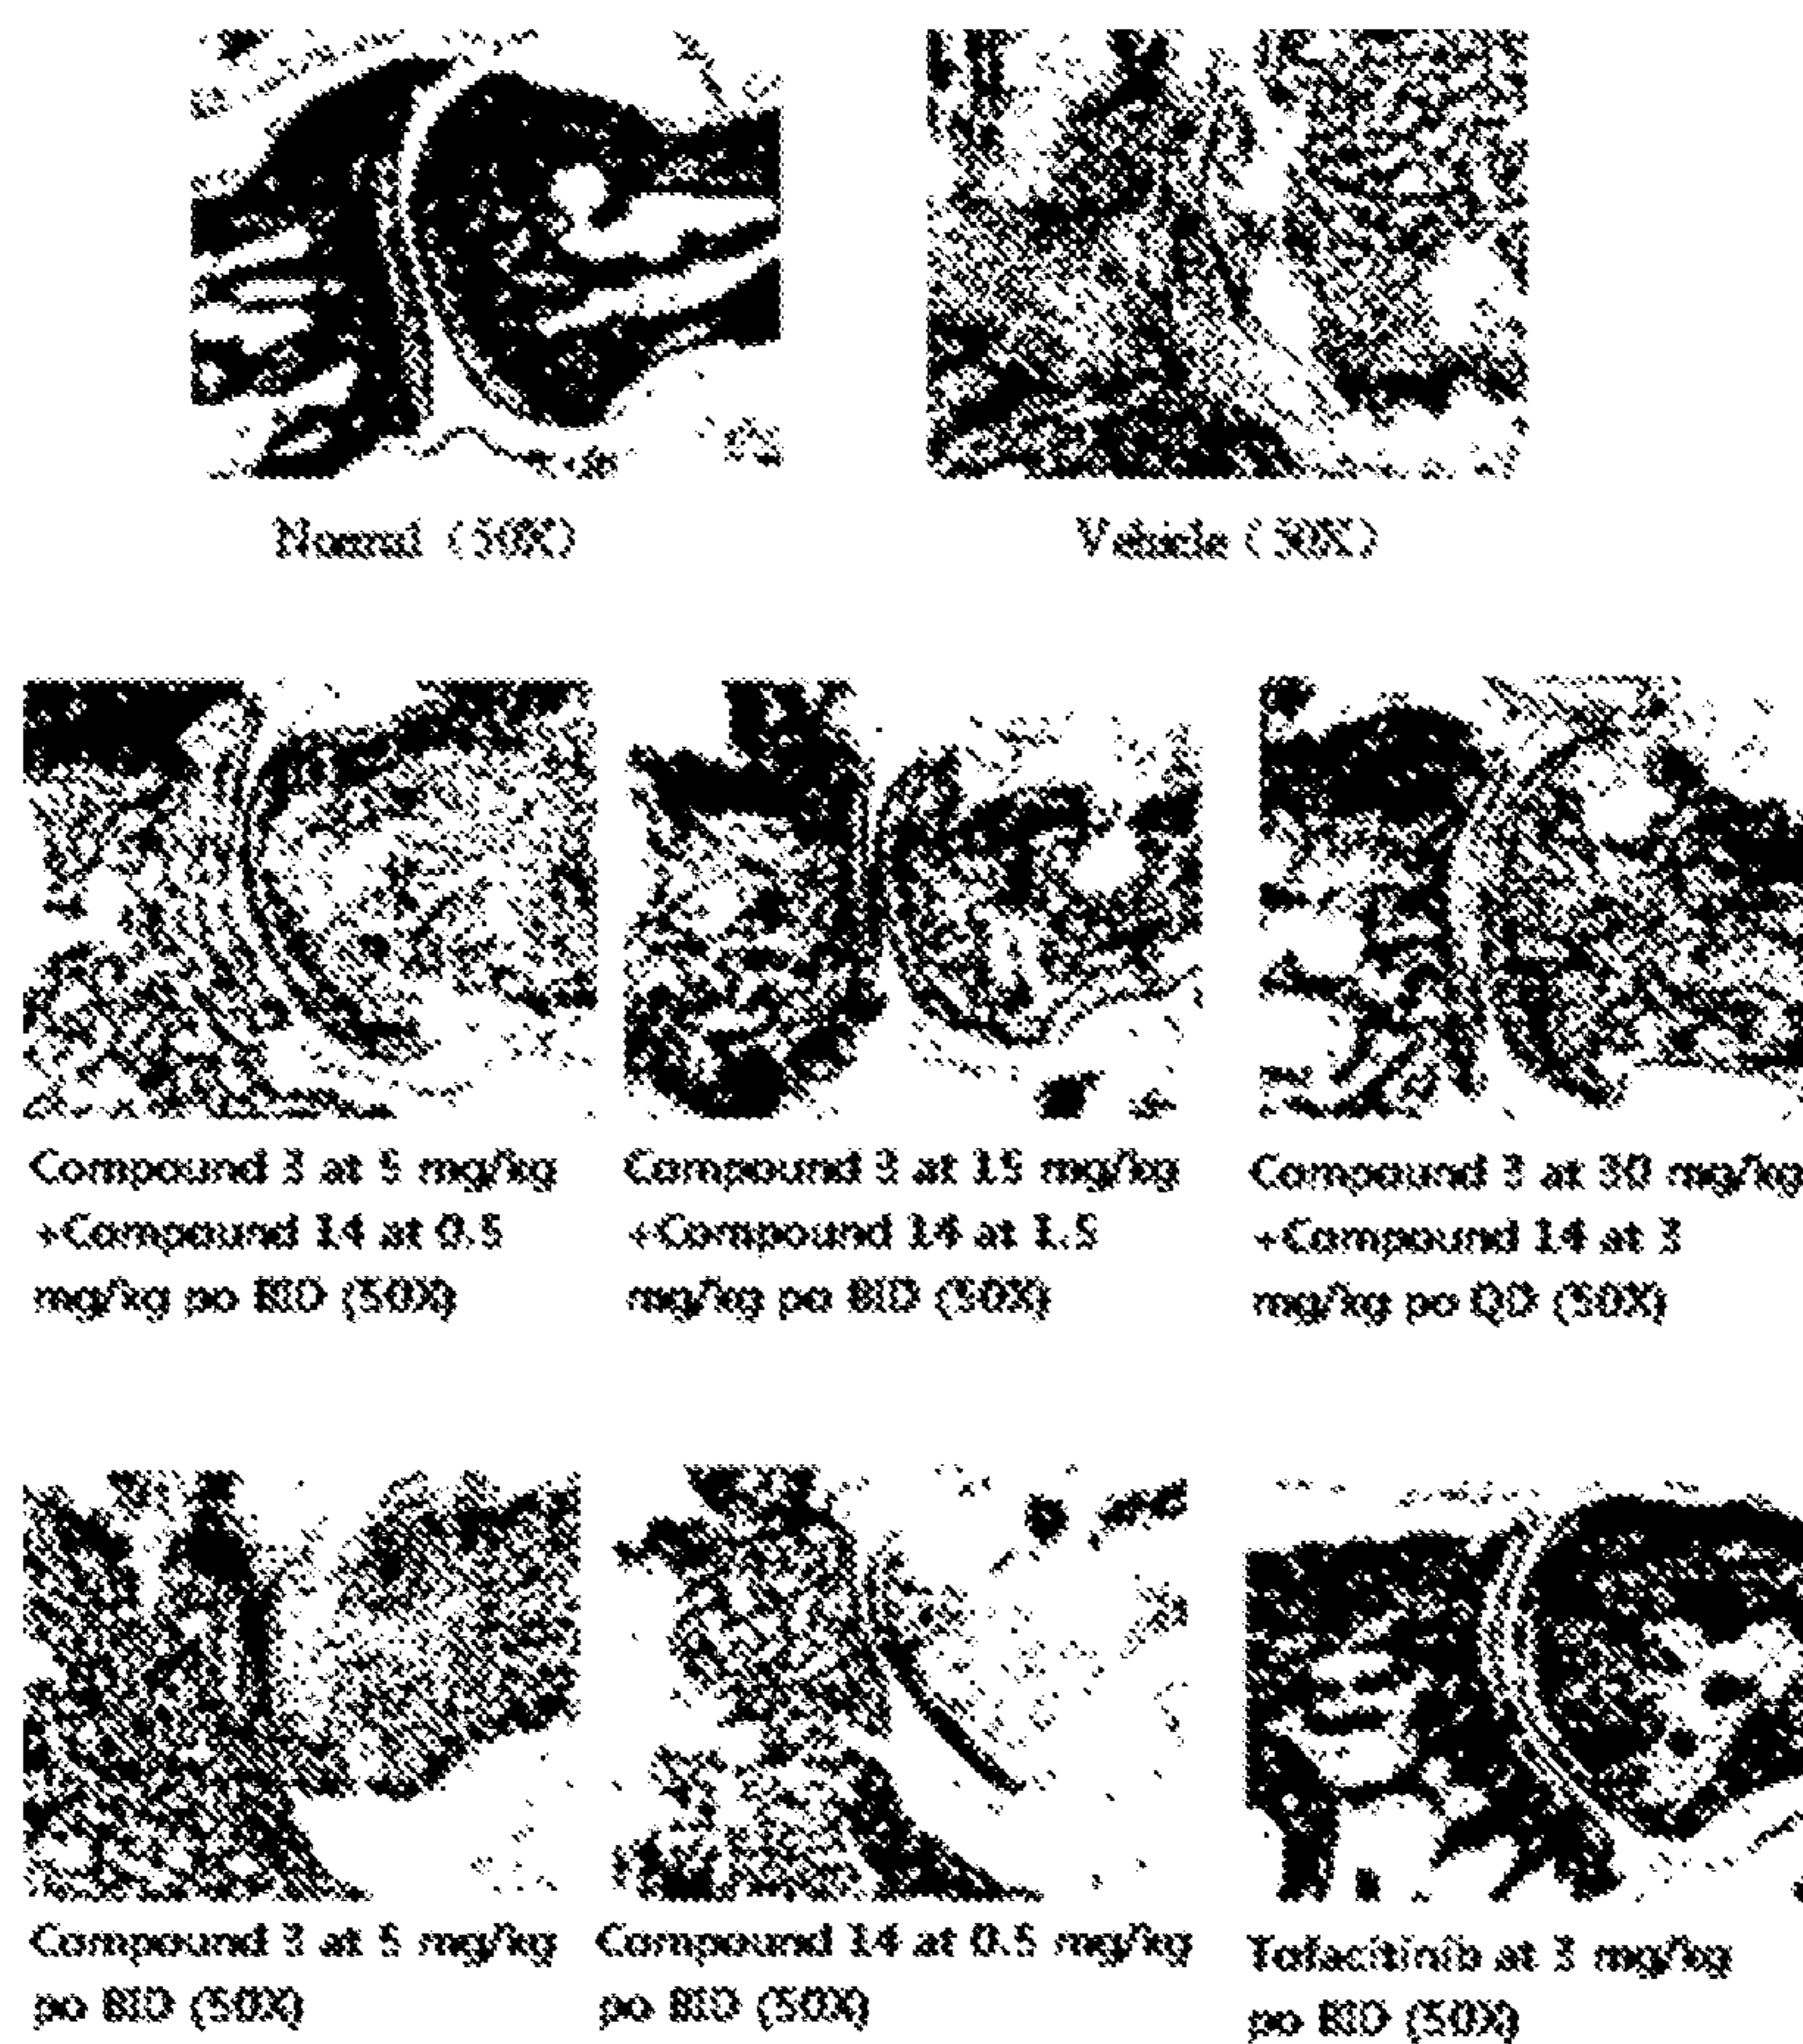 Normal (50X)
Vehicle (50X)
Compound 3 at 5 mg/kg
+Compound 14 at 0.5
mg/kg po BID (50X)
Compound 3 at 15 mg/kg
+Compound 14 at 1.5
mg/kg po BID (50X)
Compound 3 at 30 mg/kg
+Compound 14 at 3
mg/kg po QD (50X)
Compound 3 at 5 mg/kg
po BID (50X)
Compound 14 at 0.5 mg/kg
po BID (50X)
Tofacitinib at 3 mg/kg
po BID (50X)